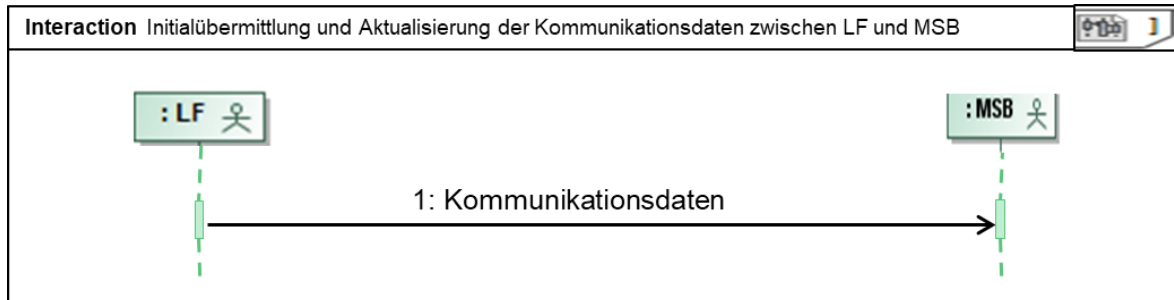 Interaction Initialübermittlung und Aktualisierung der Kommunikationsdaten zwischen LF und MSB
: LF
: MSB
1: Kommunikationsdaten